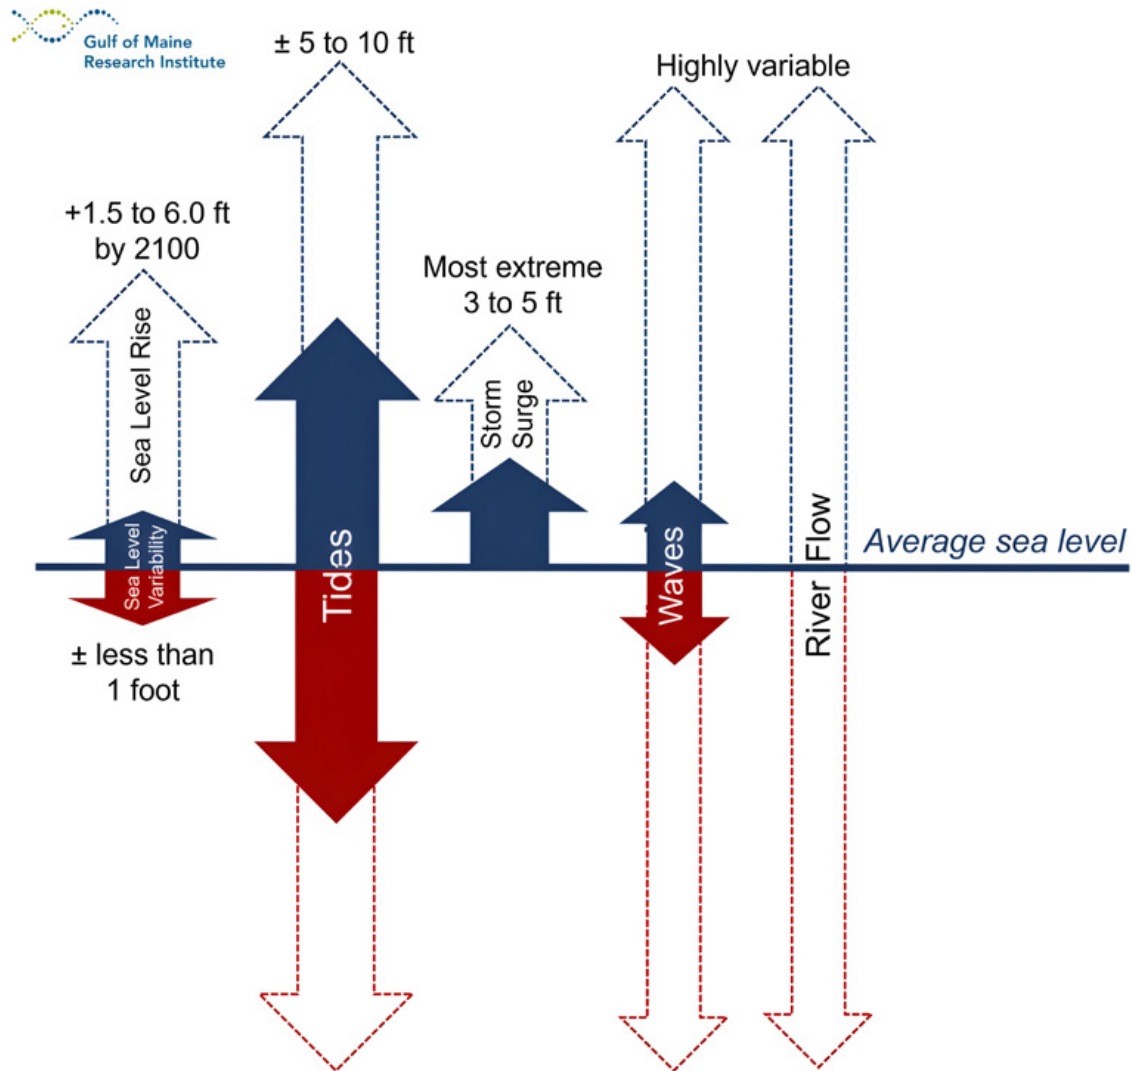 Gulf of Maine
Research Institute
± 5 to 10 ft
Highly variable
+1.5 to 6.0 ft
by 2100
Most extreme
3 to 5 ft
Sea Level Rise
Storm
Surge
Sea Level
Variability
Tides
Waves
River Flow
Average sea level
± less than
1 foot